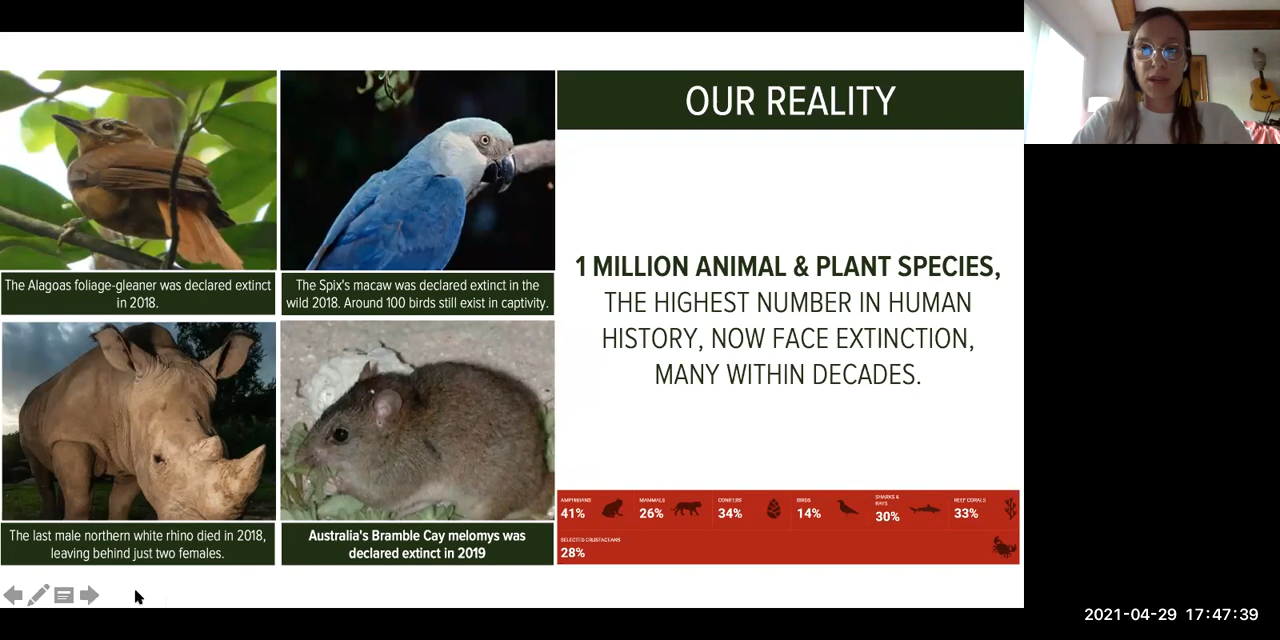 OUR REALITY
The Alagoas foliage-gleaner was declared extinct
in 2018.
The Spix's macaw was declared extinct in the
wild 2018. Around 100 birds still exist in captivity.
The last male northern white rhino died in 2018,
leaving behind just two females.
Australia's Bramble Cay melomys was
declared extinct in 2019
1 MILLION ANIMAL & PLANT SPECIES,
THE HIGHEST NUMBER IN HUMAN
HISTORY, NOW FACE EXTINCTION,
MANY WITHIN DECADES.
AMPHIBIANS
41%
MAMMALS
26%
CONIFERS
34%
BIRDS
14%
SHARKS &
RAYS
30%
REEF CORALS
33%
SELECTED CRUSTACEANS
28%
2021-04-29 17:47:39